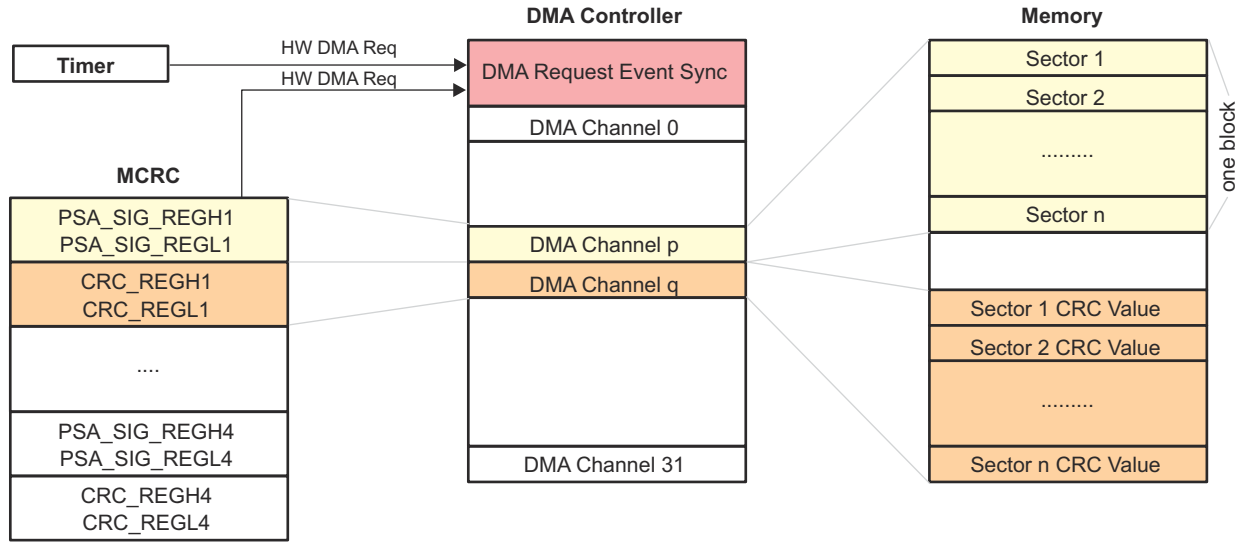 DMA Controller
Memory
Timer
HW DMA Req
HW DMA Req
DMA Request Event Sync
DMA Channel 0
DMA Channel p
DMA Channel q
DMA Channel 31
MCRC
PSA_SIG_REGH1
PSA_SIG_REGL1
CRC_REGH1
CRC_REGL1
....
PSA_SIG_REGH4
PSA_SIG_REGL4
CRC_REGH4
CRC_REGL4
Sector 1
Sector 2
.........
Sector n
one block
Sector 1 CRC Value
Sector 2 CRC Value
.........
Sector n CRC Value